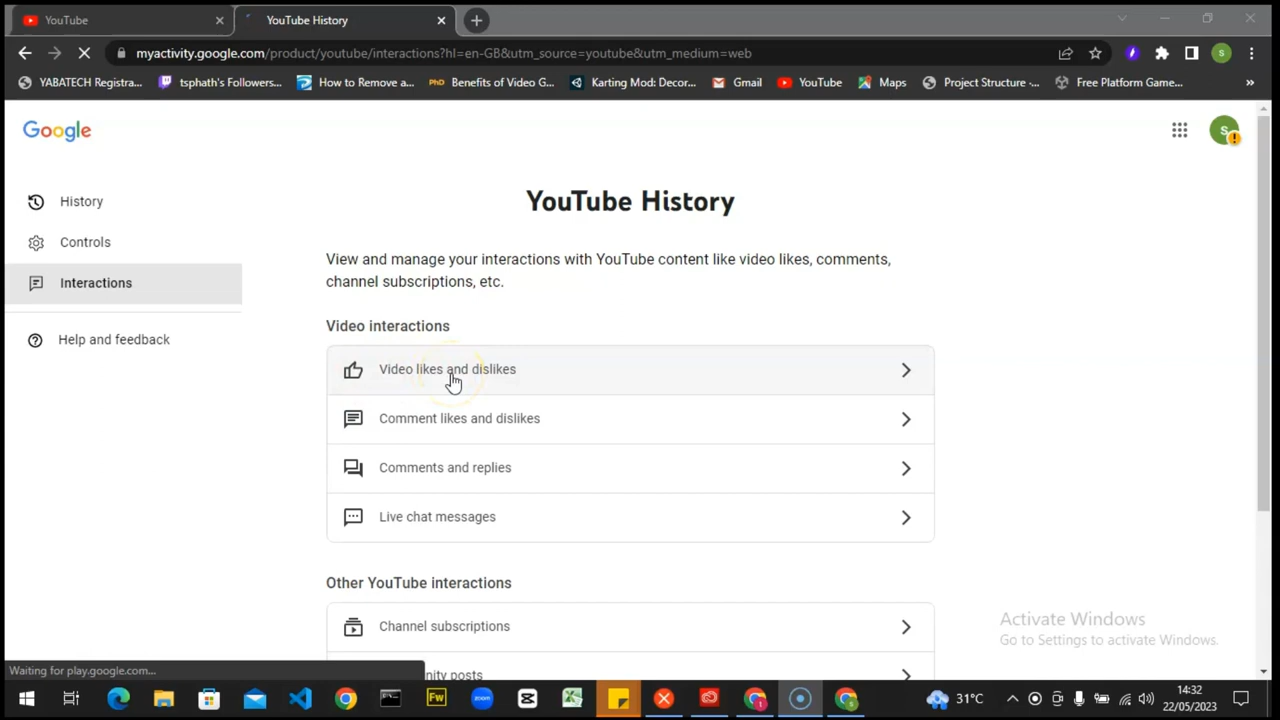 YouTube
YouTube History
myactivity.google.com/product/youtube/interactions?hl=en-GB&utm_source=youtube&utm_medium=web
S
YABATECH Registra...
tsphath's Followers...
How to Remove a...
PhD
Benefits of Video G...
Karting Mod: Decor...
Gmail
YouTube
Maps
Project Structure -...
Free Platform Game...
»
Google
S
!
History
Controls
Interactions
Help and feedback
YouTube History
View and manage your interactions with YouTube content like video likes, comments,
channel subscriptions, etc.
Video interactions
Video likes and dislikes
Comment likes and dislikes
Comments and replies
Live chat messages
Other YouTube interactions
Channel subscriptions
nity posts
Activate Windows
Go to Settings to activate Windows.
Waiting for play.google.com...
Fw
zoom
31°C
14:32
22/05/2023